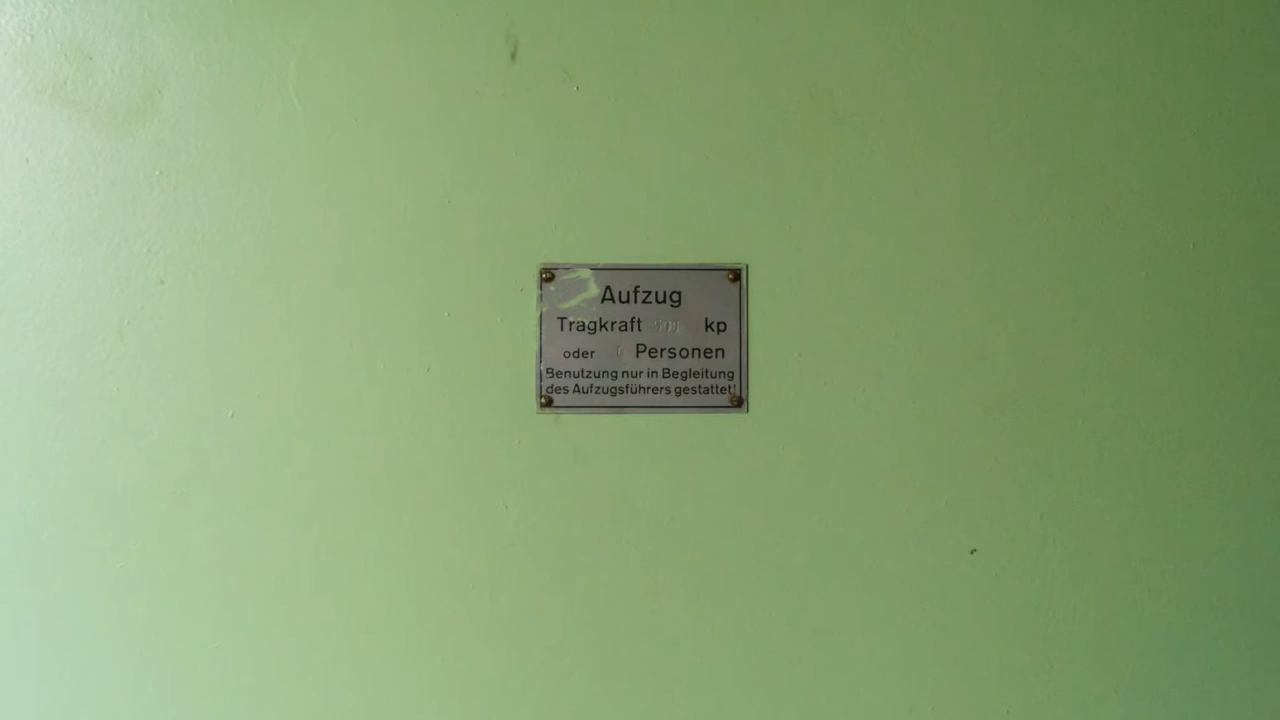 Aufzug
Tragkraft kp
oder Personen
Benutzung nur in Begleitung
des Aufzugsführers gestattet!